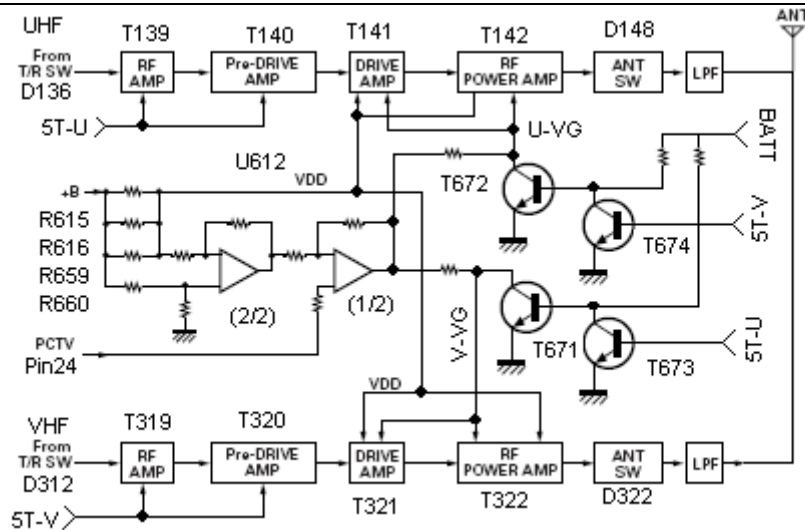 ANT
UHF T139 T140 T141 T142 D148
From T/R SW
D136
RF AMP
Pre-DRIVE AMP
DRIVE AMP
RF POWER AMP
ANT SW
LPF
5T-U
U-VG
BATT
U612
VDD
T672
+B
R615
R616
R659
R660
T674
5T-V
(2/2)
(1/2)
PCTV
Pin24
V-VG
T671
T673
5T-U
VDD
VHF T319 T320
From T/R SW
D312
RF AMP
Pre-DRIVE AMP
DRIVE AMP
RF POWER AMP
ANT SW
LPF
T321 T322 D322
5T-V